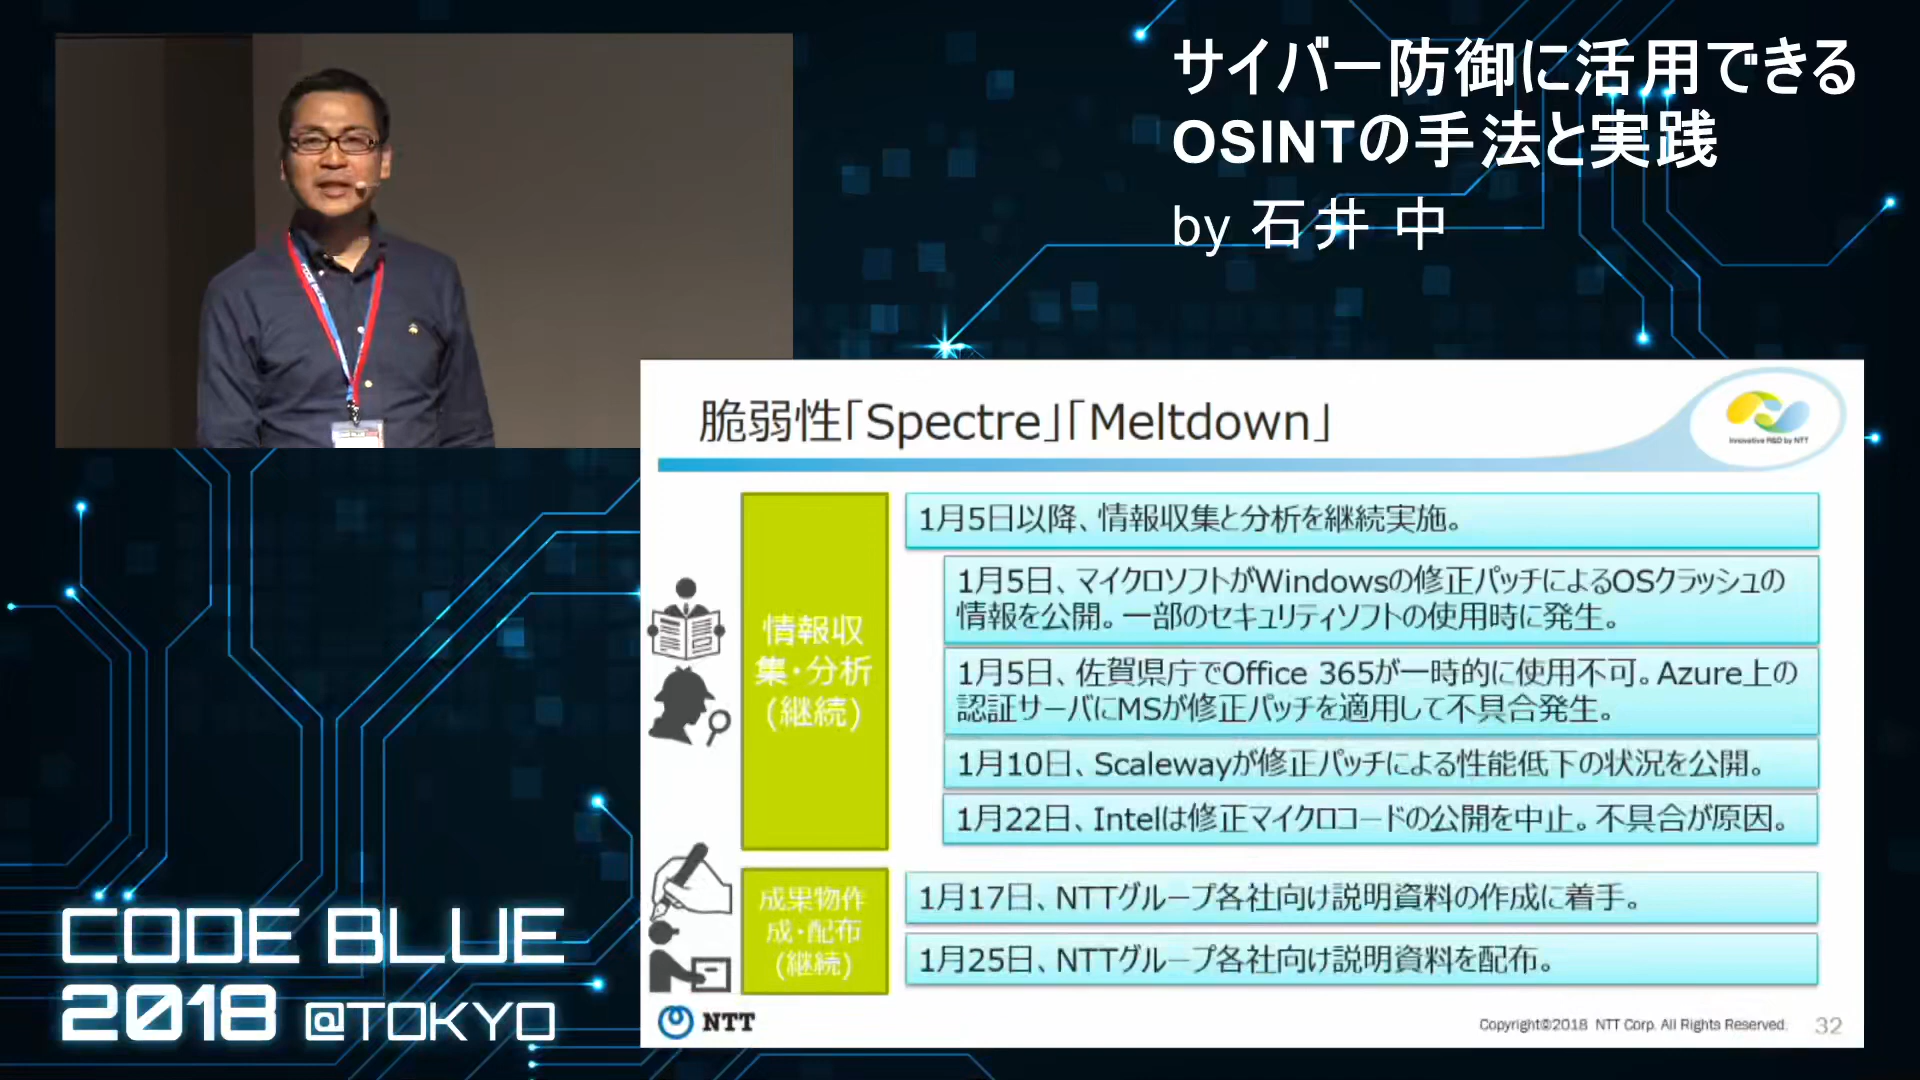 サイバー防御に活用できる
OSINTの手法と実践
by 石井 中
脆弱性「Spectre」「Meltdown」
Innovative R&D by NTT
情報収
集・分析
(継続)
1月5日以降、情報収集と分析を継続実施。
1月5日、マイクロソフトがWindowsの修正パッチによるOSクラッシュの
情報を公開。一部のセキュリティソフトの使用時に発生。
1月5日、佐賀県庁でOffice 365が一時的に使用不可。Azure上の
認証サーバにMSが修正パッチを適用して不具合発生。
1月10日、Scalewayが修正パッチによる性能低下の状況を公開。
1月22日、Intelは修正マイクロコードの公開を中止。不具合が原因。
成果物作
成・配布
(継続)
1月17日、NTTグループ各社向け説明資料の作成に着手。
1月25日、NTTグループ各社向け説明資料を配布。
NTT
Copyright©2018 NTT Corp. All Rights Reserved.
32
CODE BLUE
2018 @TOKYO